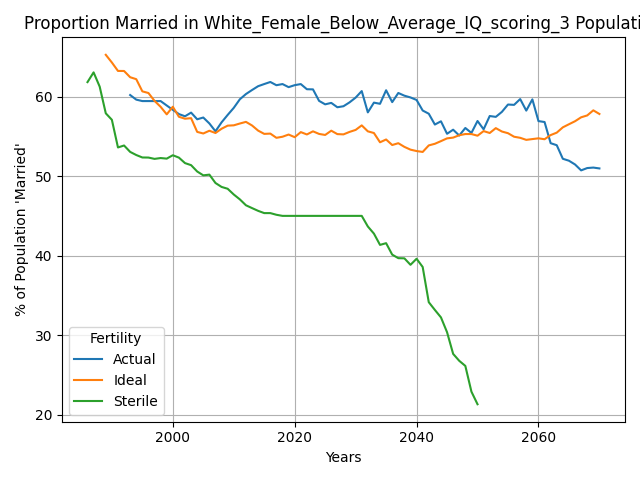 Proportion Married in White_Female_Below_Average_IQ_scoring_3 Populati
% of Population 'Married'
60
50
40
30
20
Fertility
Actual
Ideal
Sterile
2000 2020 2040 2060
Years